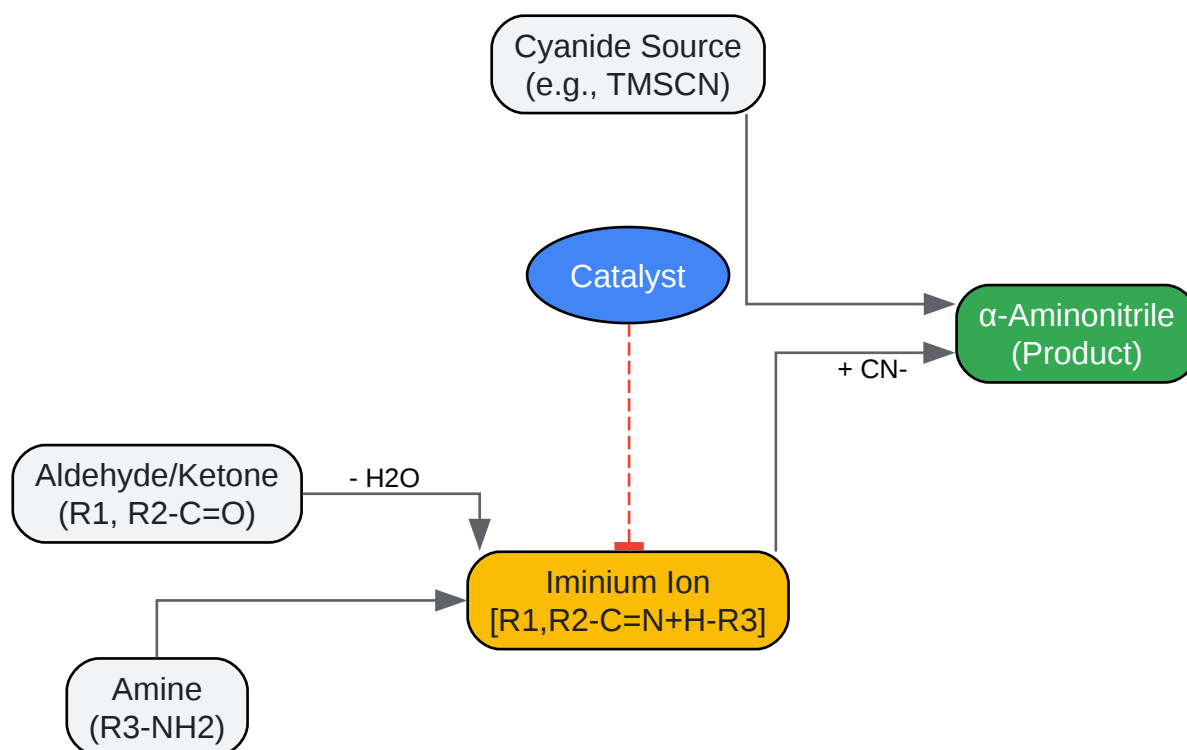 Cyanide Source
(e.g., TMSCN)
Catalyst
α-Aminonitrile
(Product)
+ CN-
Aldehyde/Ketone
(R1, R2-C=O)
- H2O
Iminium Ion
[R1,R2-C=N+H-R3]
Amine
(R3-NH2)